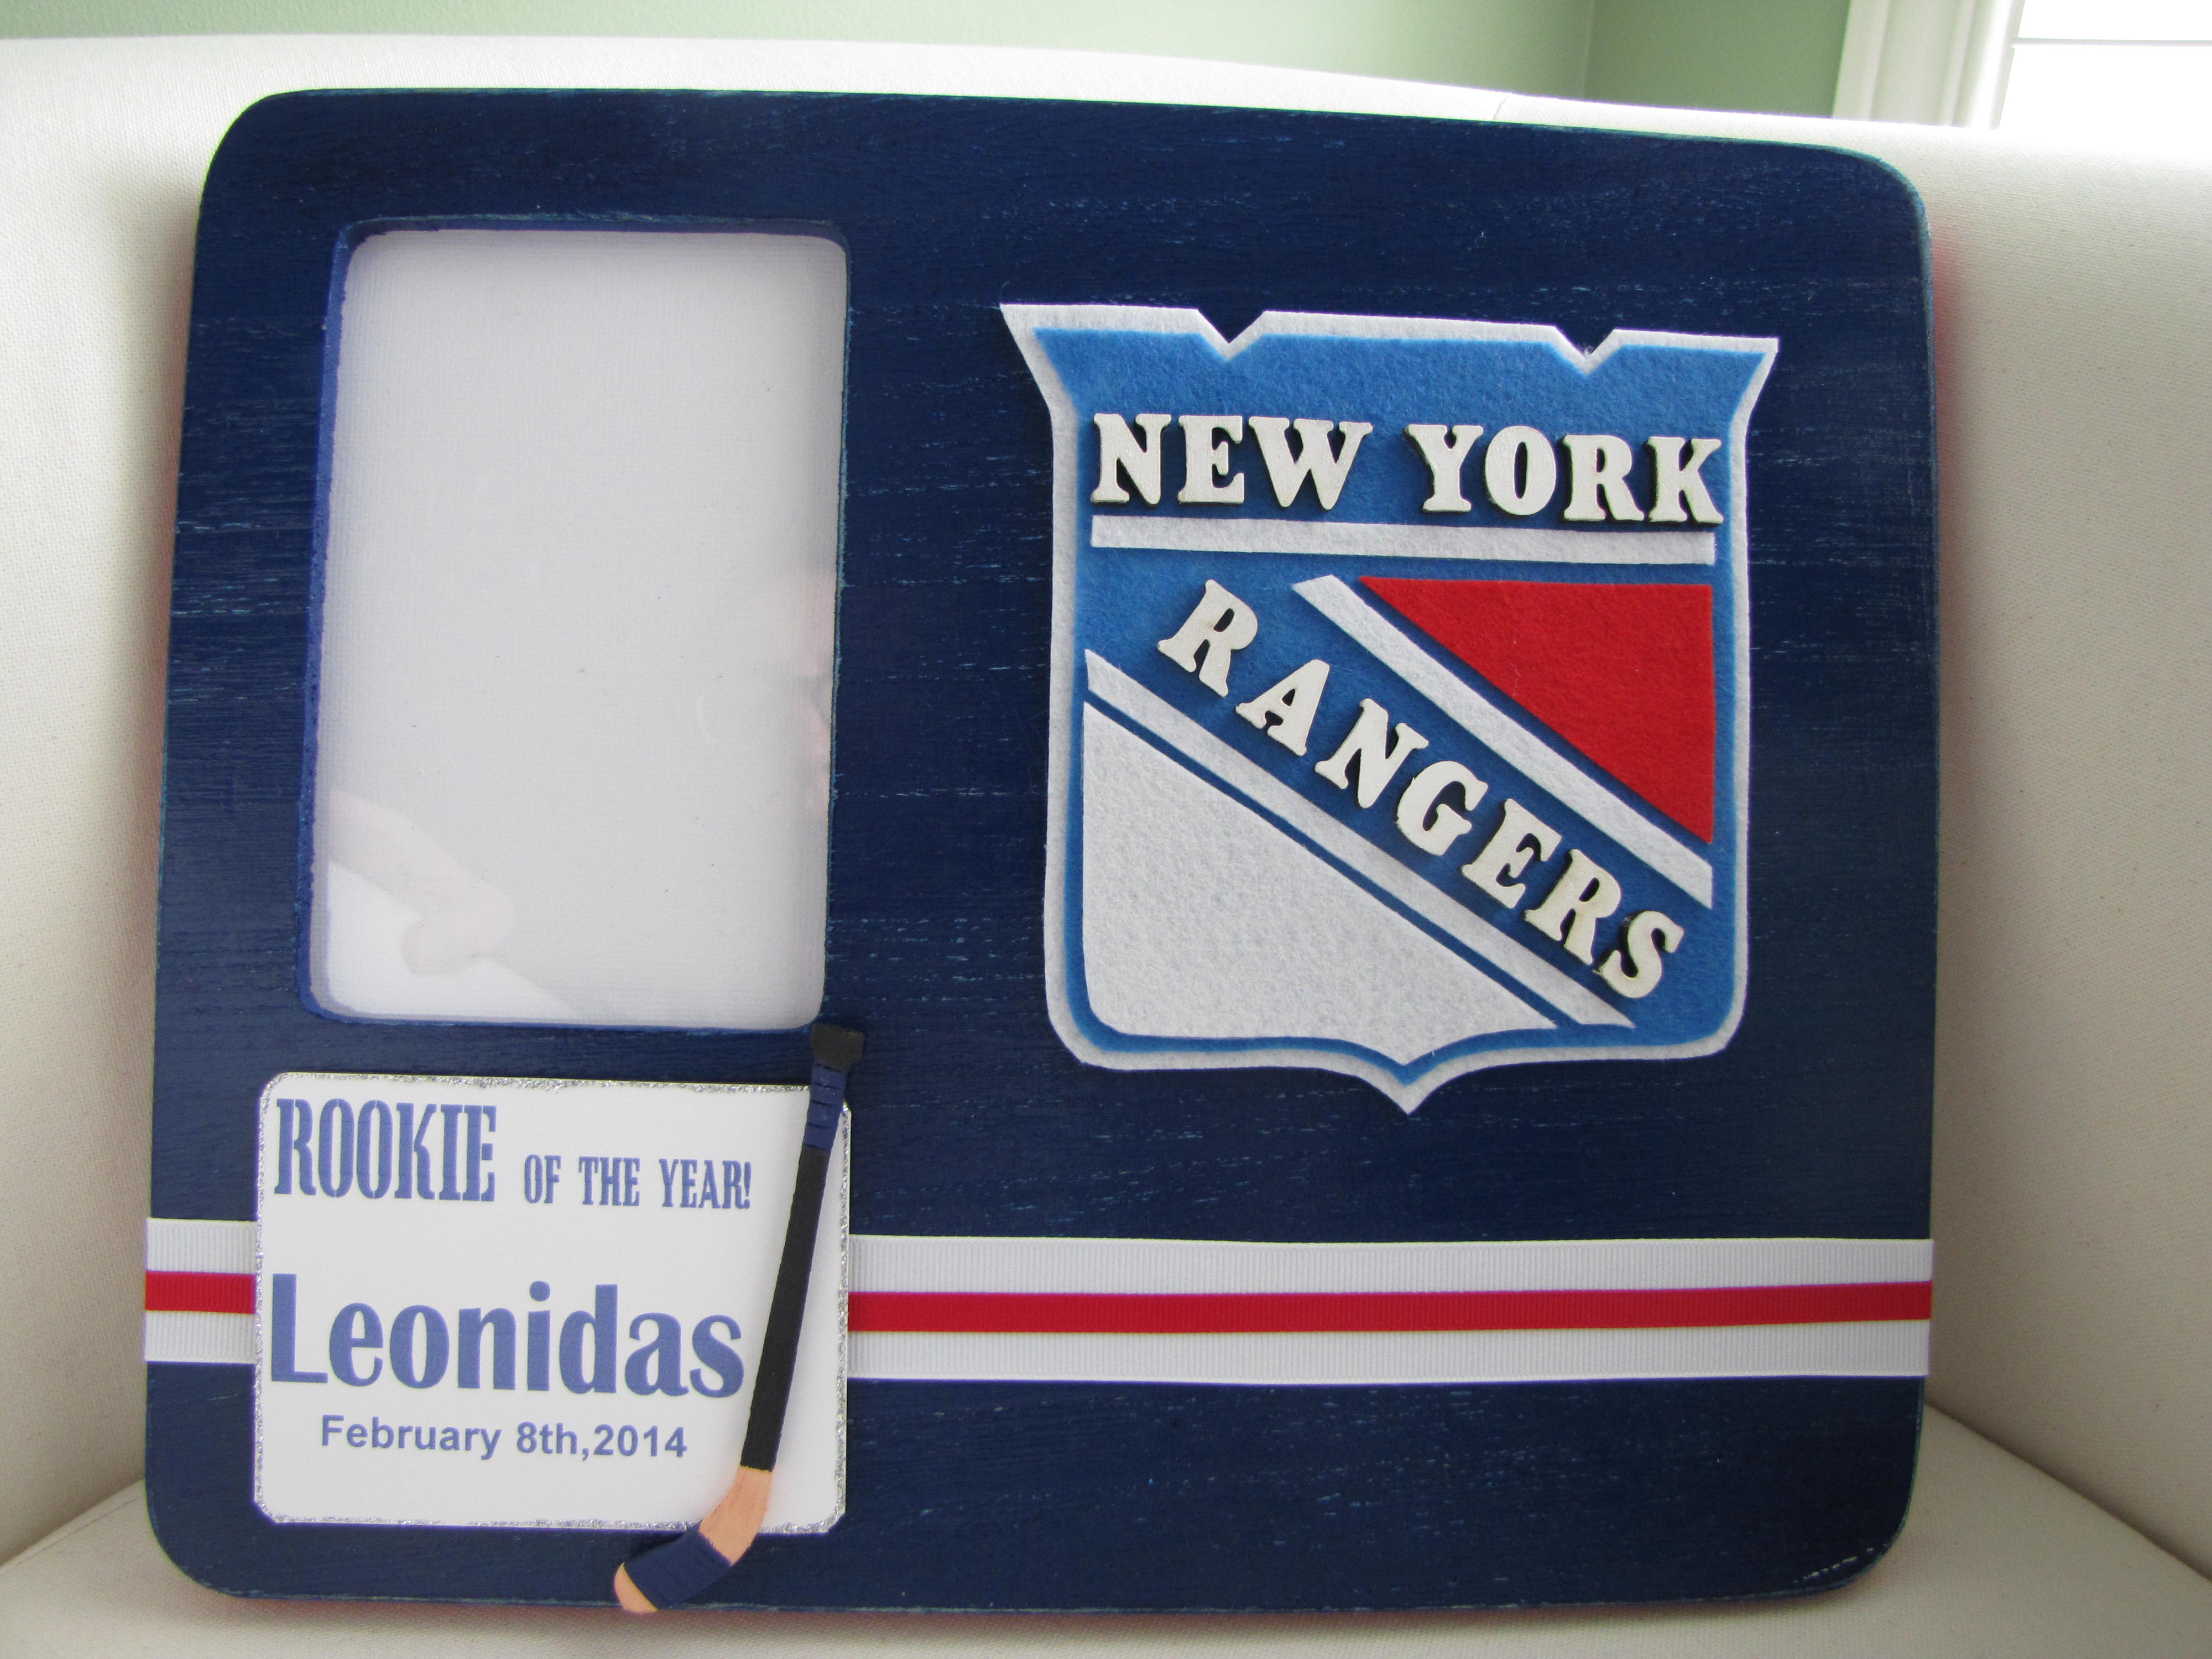 NEW YORK
RANGERS
ROOKIE OF THE YEAR!
Leonidas
February 8th,2014